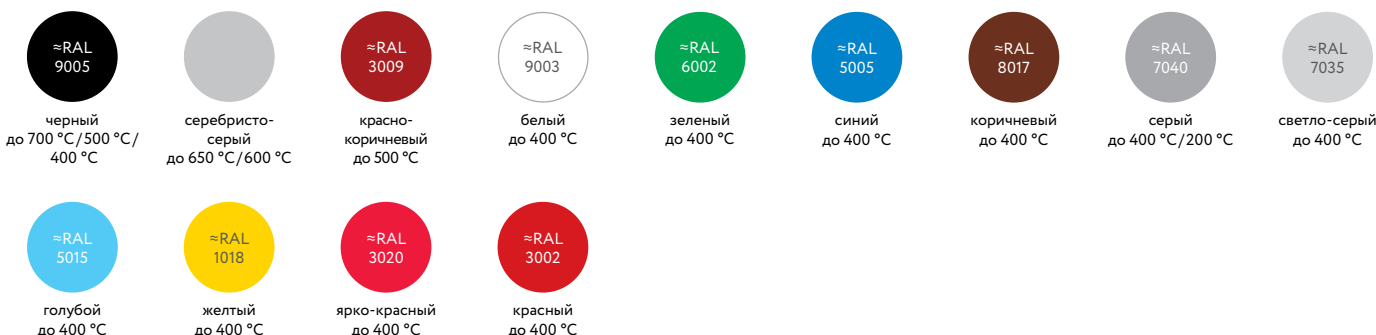 ≈RAL
9005
черный
до 700 °C/500 °C/
400 °C
серебристо-
серый
до 650 °C/600 °C
≈RAL
3009
красно-
коричневый
до 500 °C
≈RAL
9003
белый
до 400 °C
≈RAL
6002
зеленый
до 400 °C
≈RAL
5005
синий
до 400 °C
≈RAL
8017
коричневый
до 400 °C
≈RAL
7040
серый
до 400 °C/200 °C
≈RAL
7035
светло-серый
до 400 °C
≈RAL
5015
голубой
до 400 °C
≈RAL
1018
желтый
до 400 °C
≈RAL
3020
ярко-красный
до 400 °C
≈RAL
3002
красный
до 400 °C